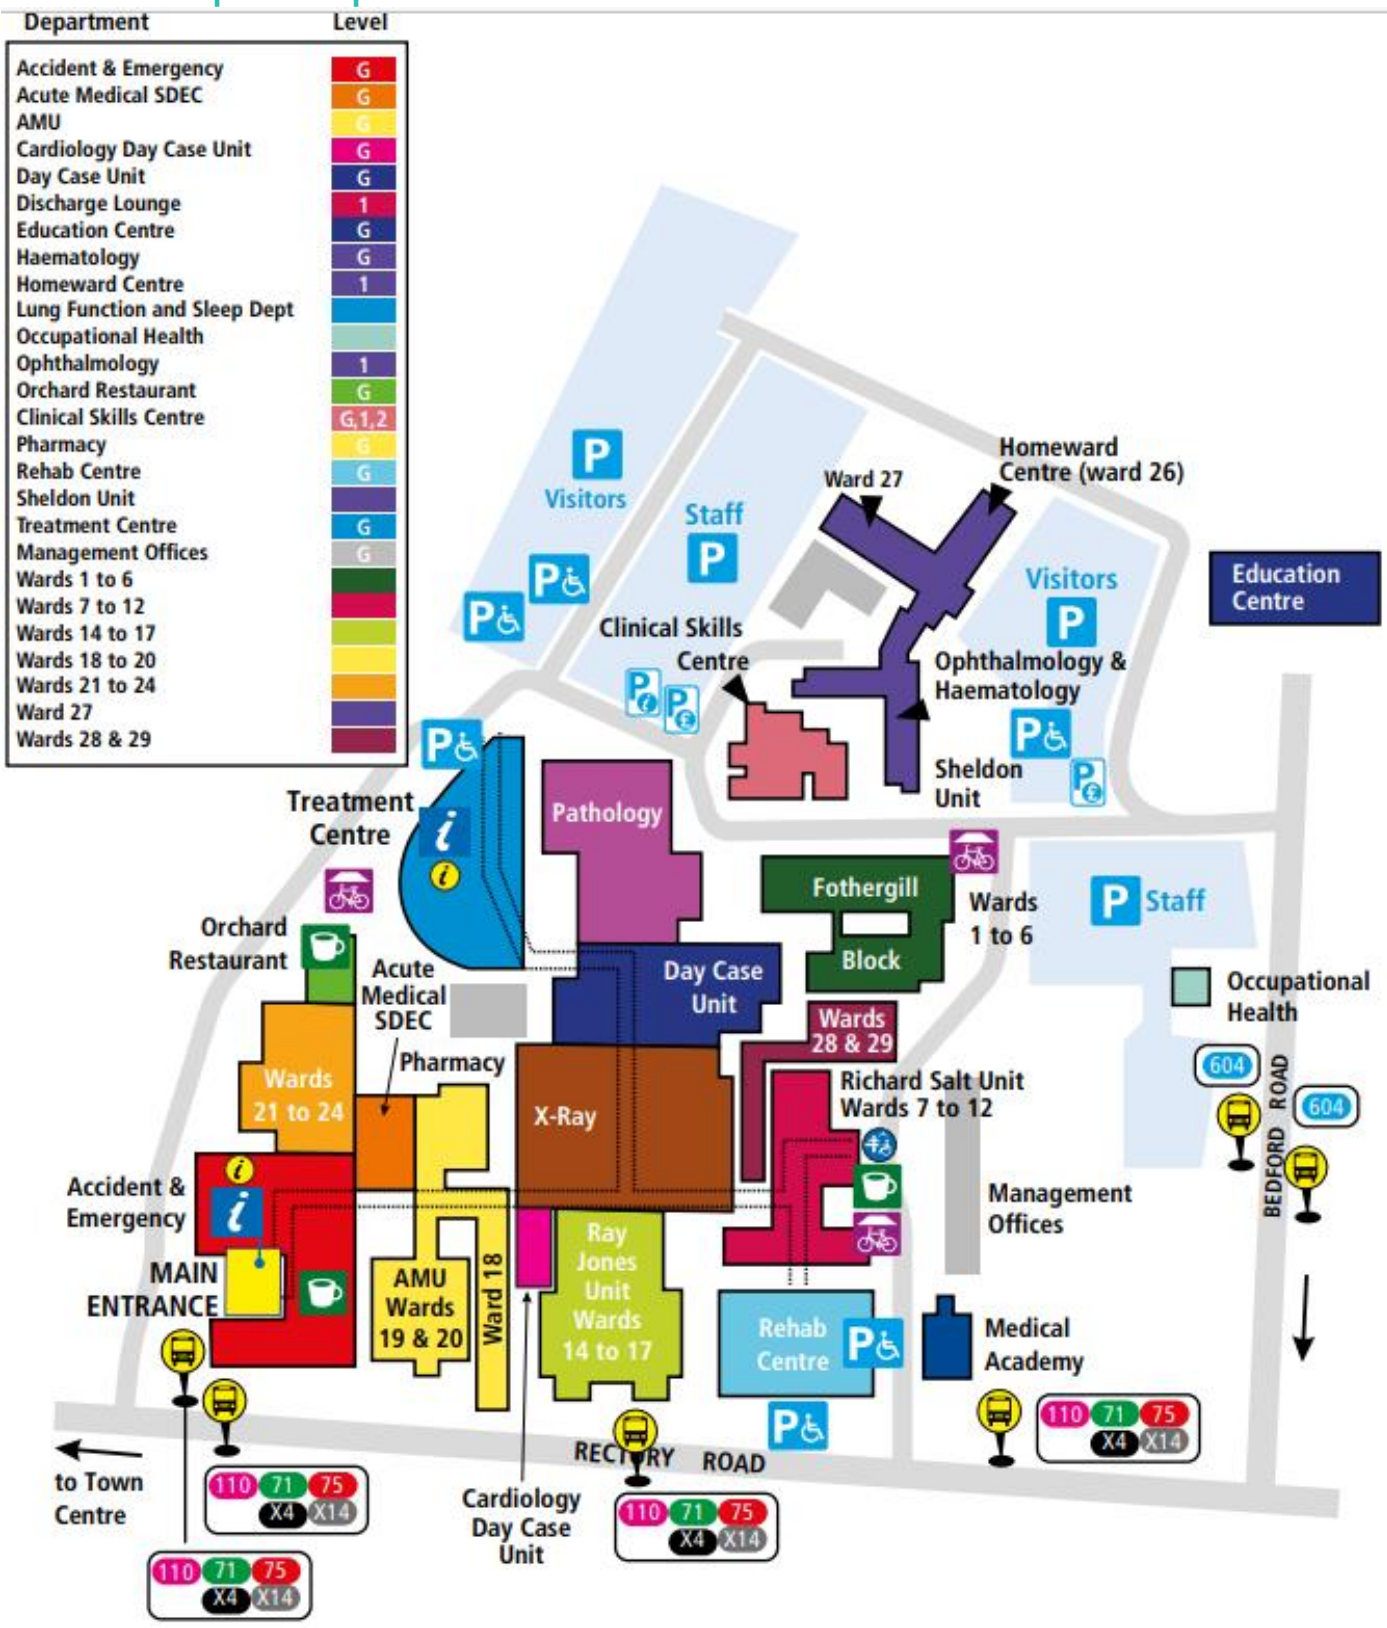 Department Level
Accident & Emergency G
Acute Medical SDEC G
AMU G
Cardiology Day Case Unit G
Day Case Unit G
Discharge Lounge 1
Education Centre G
Haematology G
Homeward Centre 1
Lung Function and Sleep Dept
Occupational Health
Ophthalmology 1
Orchard Restaurant G
Clinical Skills Centre G,1,2
Pharmacy G
Rehab Centre G
Sheldon Unit
Treatment Centre G
Management Offices G
Wards 1 to 6
Wards 7 to 12
Wards 14 to 17
Wards 18 to 20
Wards 21 to 24
Ward 27
Wards 28 & 29
P
Visitors
P
P
Staff
P
Ward 27
Homeward
Centre (ward 26)
Visitors
P
Education
Centre
Clinical Skills
Centre
P i
P £
Ophthalmology &
Haematology
P
P £
Sheldon
Unit
P
Treatment
Centre
i
i
Pathology
Fothergill
Block
Wards
1 to 6
P Staff
Orchard
Restaurant
Acute
Medical
SDEC
Day Case
Unit
Occupational
Health
Wards
28 & 29
Pharmacy
Wards
21 to 24
X-Ray
Richard Salt Unit
Wards 7 to 12
604
604
BEDFORD ROAD
Accident &
Emergency
i
i
Management
Offices
MAIN
ENTRANCE
AMU
Wards
19 & 20
Ward 18
Ray
Jones
Unit
Wards
14 to 17
Rehab
Centre
P
P
Medical
Academy
110 71 75
X4 X14
RECTORY ROAD
to Town
Centre
110 71 75
X4 X14
Cardiology
Day Case
Unit
110 71 75
X4 X14
110 71 75
X4 X14